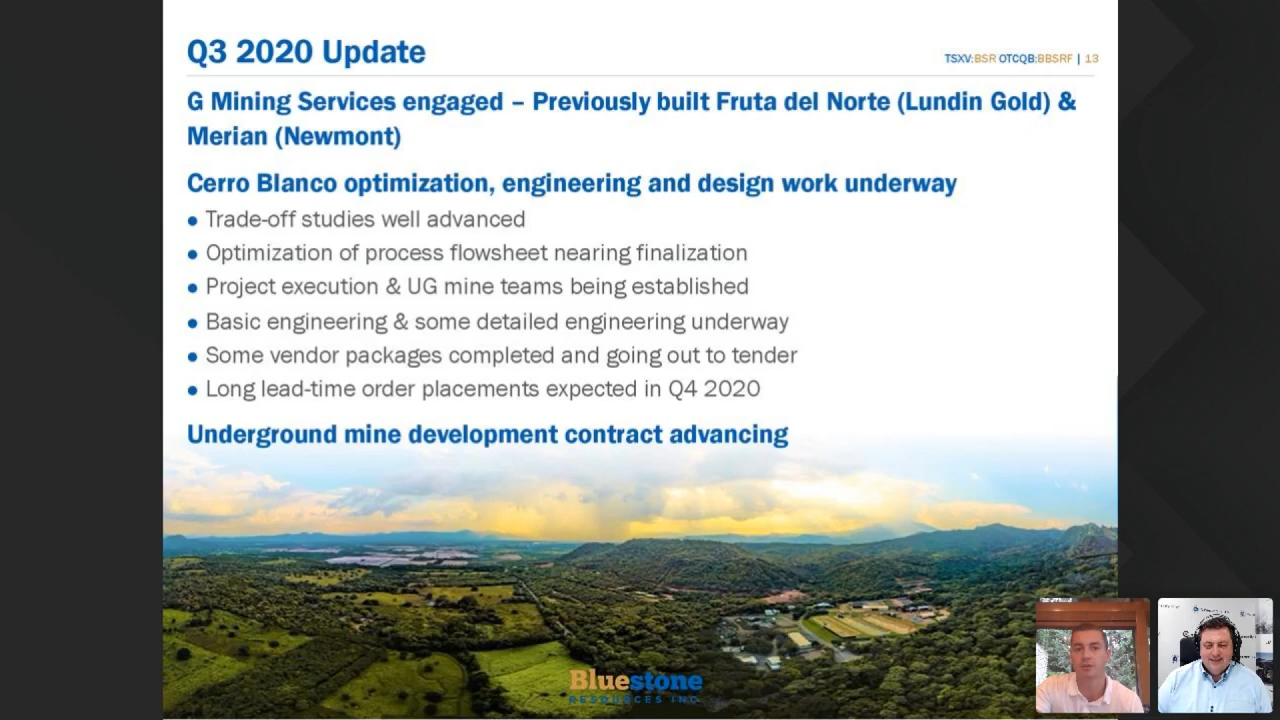 Q3 2020 Update
TSXV:BSR OTCQB:BBSRF | 13
G Mining Services engaged – Previously built Fruta del Norte (Lundin Gold) &
Merian (Newmont)
Cerro Blanco optimization, engineering and design work underway
• Trade-off studies well advanced
• Optimization of process flowsheet nearing finalization
• Project execution & UG mine teams being established
• Basic engineering & some detailed engineering underway
• Some vendor packages completed and going out to tender
• Long lead-time order placements expected in Q4 2020
Underground mine development contract advancing
Bluestone
RESOURCES INC